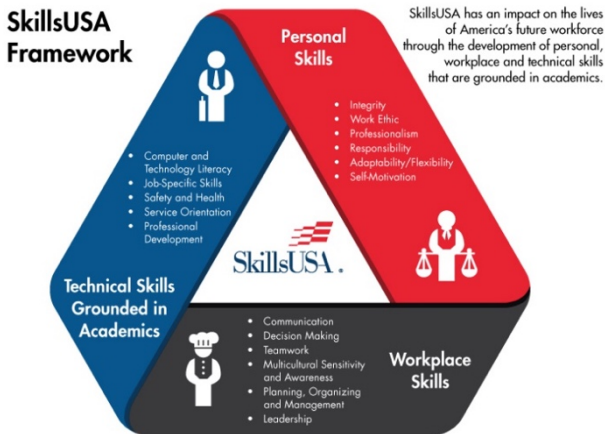 SkillsUSA
Framework
SkillsUSA has an impact on the lives
of America's future workforce
through the development of personal,
workplace and technical skills
that are grounded in academics.
Personal
Skills
• Integrity
• Work Ethic
• Professionalism
• Responsibility
• Adaptability/Flexibility
• Self-Motivation
• Computer and
Technology Literacy
• Job-Specific Skills
• Safety and Health
• Service Orientation
• Professional
Development
SkillsUSA.
Technical Skills
Grounded in
Academics
• Communication
• Decision Making
• Teamwork
• Multicultural Sensitivity
and Awareness
• Planning, Organizing
and Management
• Leadership
Workplace
Skills